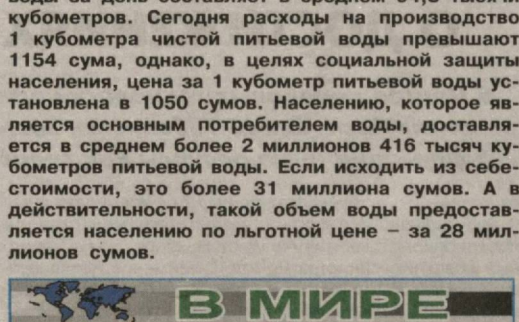 кубометров. Сегодня расходы на производство
1 кубометра чистой питьевой воды превышают
1154 сума, однако, в целях социальной защиты
населения, цена за 1 кубометр питьевой воды ус-
тановлена в 1050 сумов. Населению, которое яв-
ляется основным потребителем воды, доставля-
ется в среднем более 2 миллионов 416 тысяч ку-
бометров питьевой воды. Если исходить из себе-
стоимости, это более 31 миллиона сумов. А в
действительности, такой объем воды предостав-
ляется населению по льготной цене – за 28 мил-
лионов сумов.
В МИРЕ